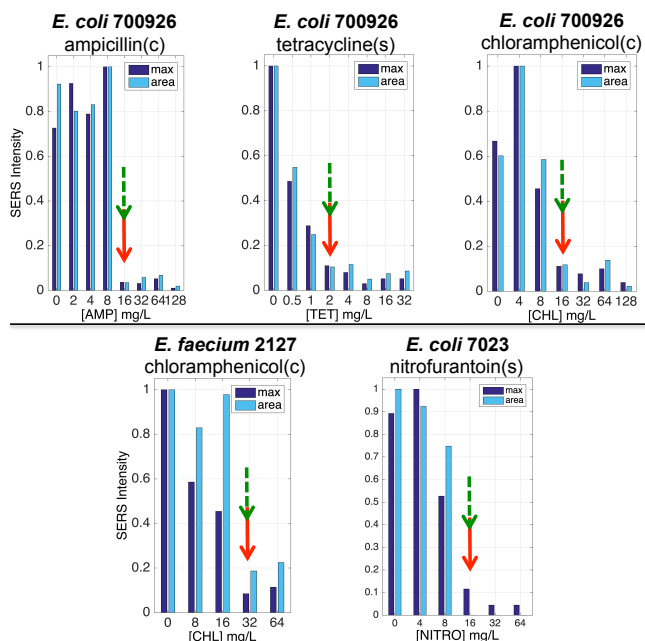 E. coli 700926
ampicillin(c)
max
area
SERS Intensity
1
0.8
0.6
0.4
0.2
0
0 2 4 8 16 32 64 128
[AMP] mg/L
E. coli 700926
tetracycline(s)
max
area
1
0.8
0.6
0.4
0.2
0
0 0.5 1 2 4 8 16 32
[TET] mg/L
E. coli 700926
chloramphenicol(c)
max
area
1
0.8
0.6
0.4
0.2
0
0 4 8 16 32 64 128
[CHL] mg/L
E. faecium 2127
chloramphenicol(c)
max
area
SERS Intensity
1
0.8
0.6
0.4
0.2
0
0 8 16 32 64
[CHL] mg/L
E. coli 7023
nitrofurantoin(s)
max
area
1
0.9
0.8
0.7
0.6
0.5
0.4
0.3
0.2
0.1
0
0 4 8 16 32 64
[NITRO] mg/L